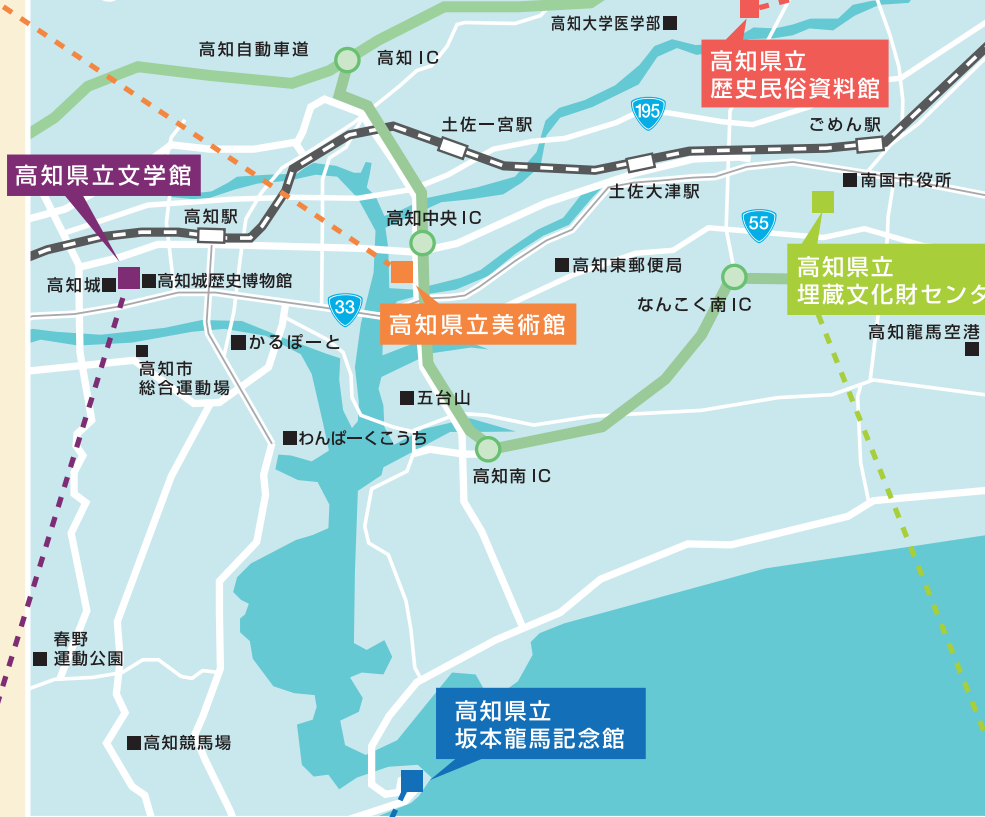 高知大学医学部
高知県立
歴史民俗資料館
高知自動車道
高知IC
195
土佐一宮駅
ごめん駅
高知県立文学館
土佐大津駅
南国市役所
高知駅
高知中央IC
55
高知城
高知城歴史博物館
高知東郵便局
高知県立
埋蔵文化財センタ
なんこく南IC
33
高知県立美術館
高知龍馬空港
かるぽーと
高知市
総合運動場
五台山
わんぱーくこうち
高知南IC
春野
運動公園
高知県立
坂本龍馬記念館
高知競馬場